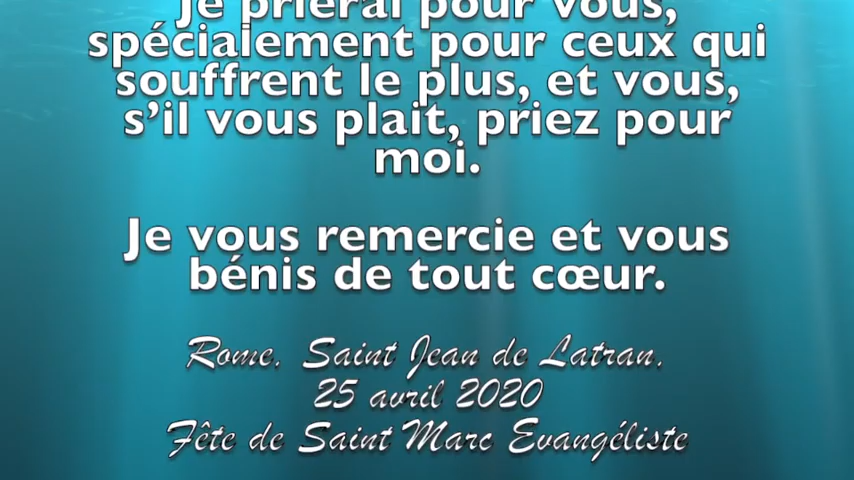 Je prierai pour vous,
spécialement pour ceux qui
souffrent le plus, et vous,
s’il vous plait, priez pour
moi.
Je vous remercie et vous
bénis de tout cœur.
Rome, Saint Jean de Latran,
25 avril 2020
Fête de Saint Marc Evangéliste